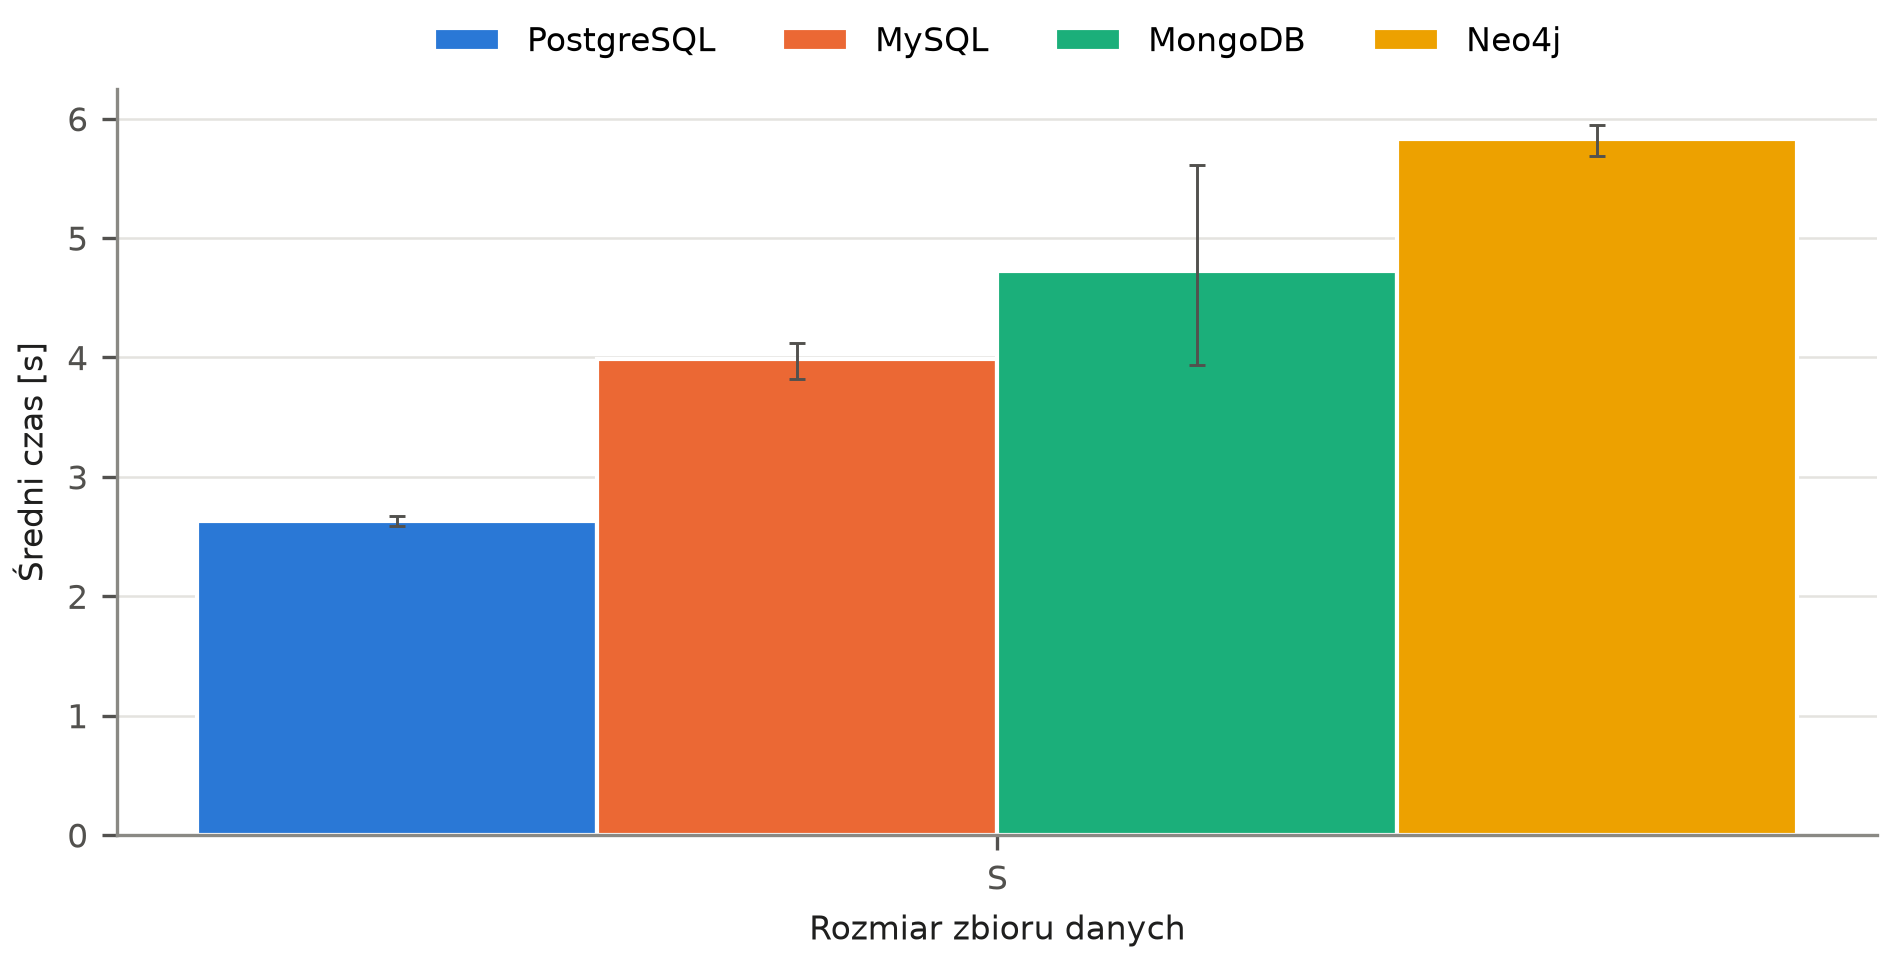 PostgreSQL MySQL MongoDB Neo4j
6
5
4
3
2
1
0
Średni czas [s]
S
Rozmiar zbioru danych